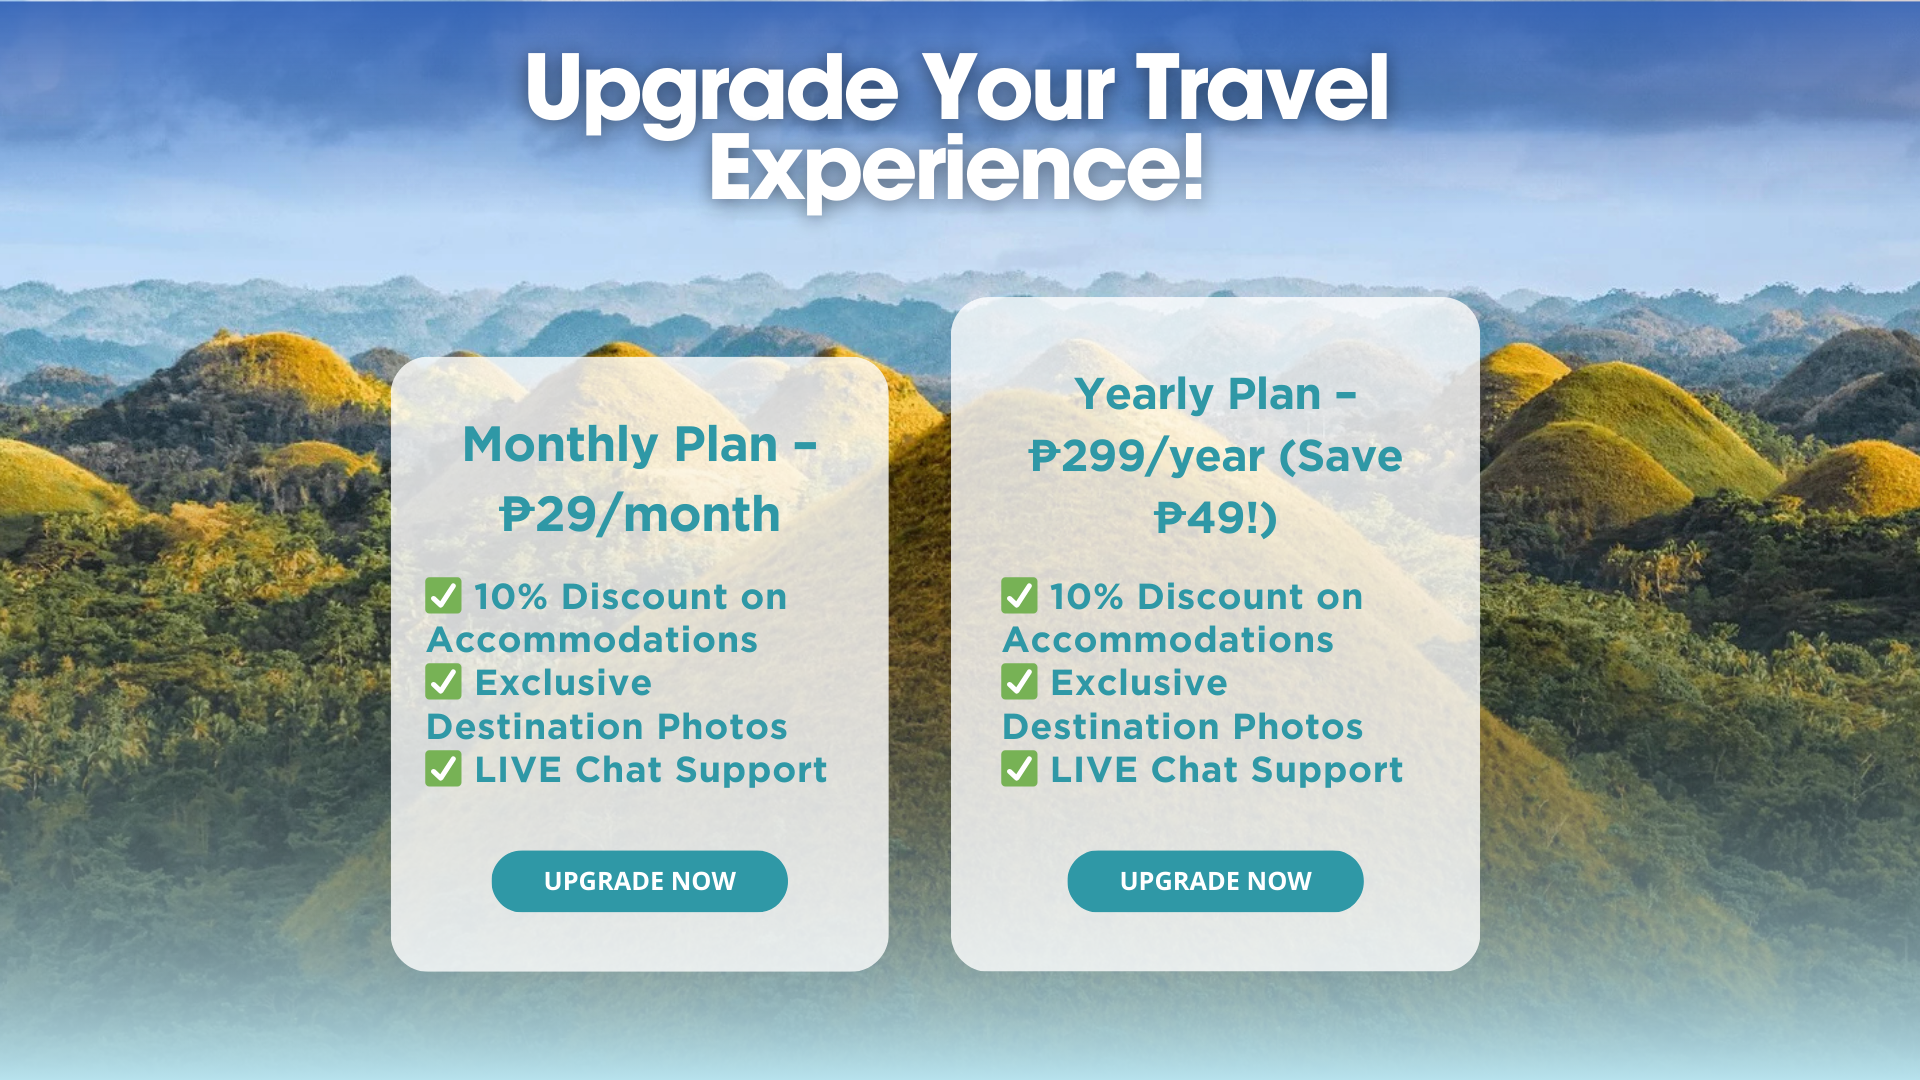 Upgrade Your Travel
Experience!
Monthly Plan –
₱29/month
✅ 10% Discount on
Accommodations
✅ Exclusive
Destination Photos
✅ LIVE Chat Support
UPGRADE NOW
Yearly Plan –
₱299/year (Save
₱49!)
✅ 10% Discount on
Accommodations
✅ Exclusive
Destination Photos
✅ LIVE Chat Support
UPGRADE NOW